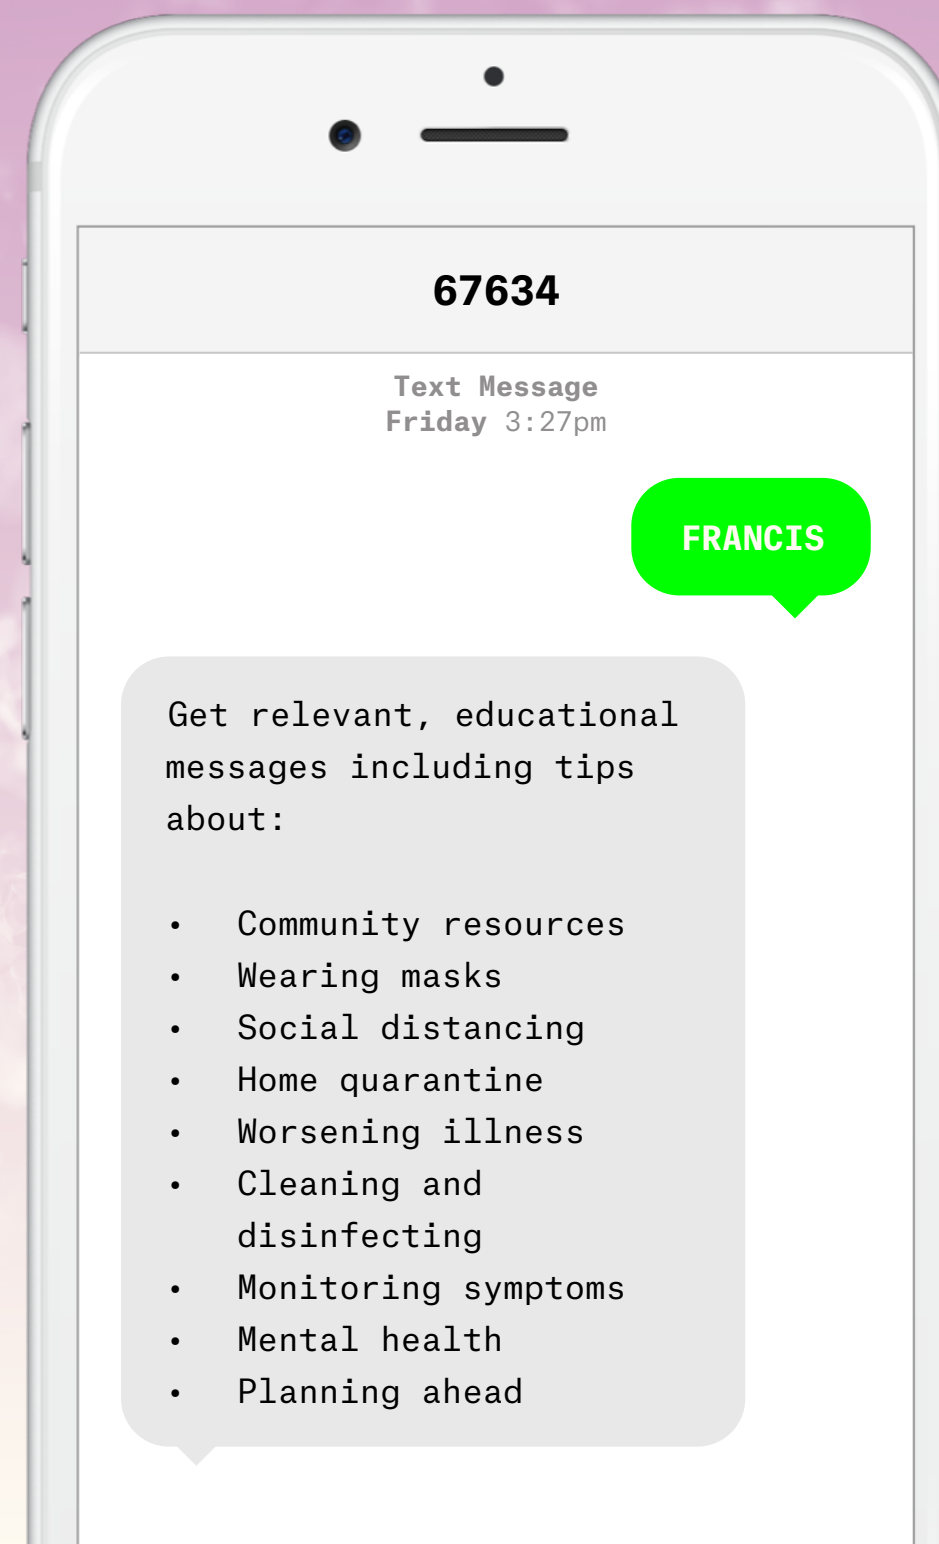 67634
Text Message
Friday 3:27pm
FRANCIS
Get relevant, educational
messages including tips
about:
• Community resources
• Wearing masks
• Social distancing
• Home quarantine
• Worsening illness
• Cleaning and
disinfecting
• Monitoring symptoms
• Mental health
• Planning ahead